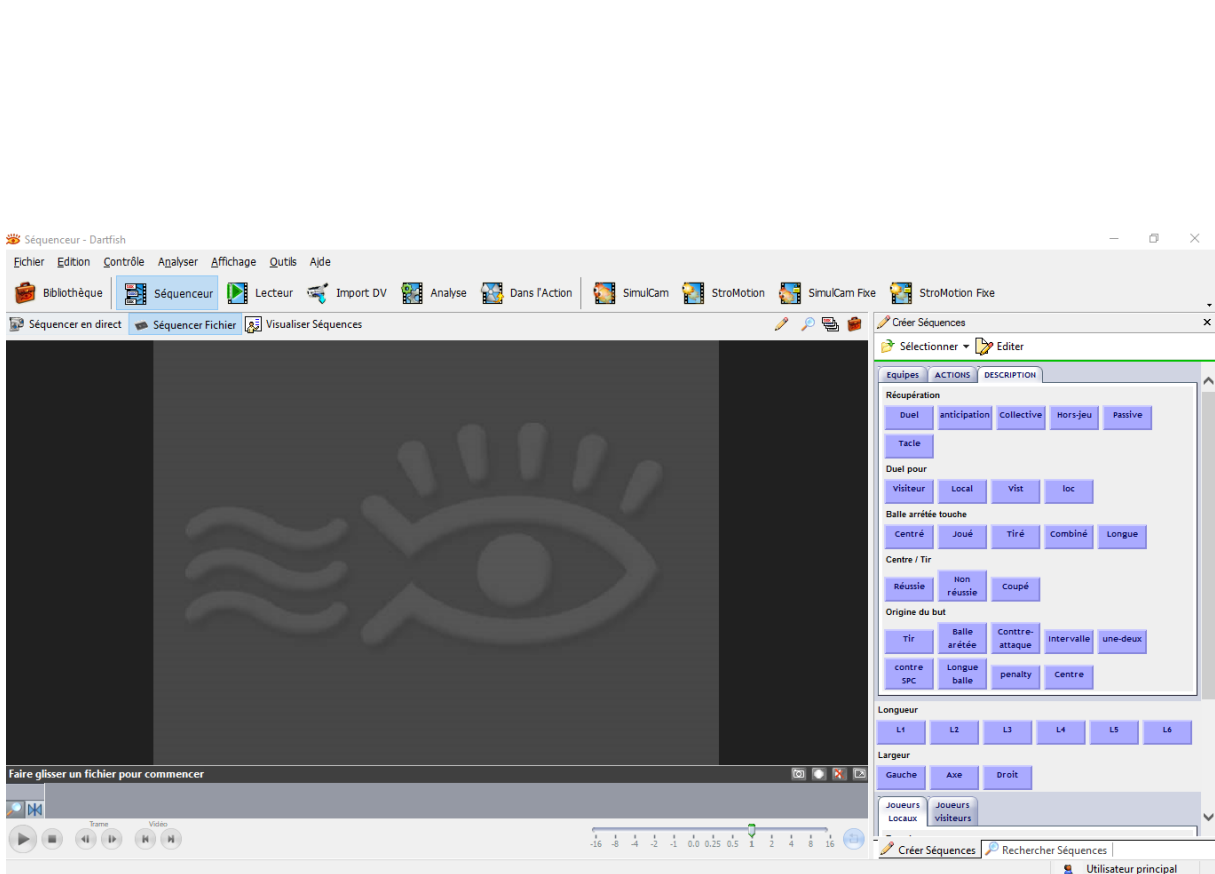 Séquenceur - Dartfish
Fichier Edition Contrôle Analyser Affichage Outils Aide
Bibliothèque Séquenceur Lecteur Import DV Analyse Dans l'Action SimulCam StroMotion SimulCam Fixe StroMotion Fixe
Séquencer en direct Séquencer Fichier Visualiser Séquences
Créer Séquences
Sélectionner Editer
Equipes ACTIONS DESCRIPTION
Récupération
Duel anticipation Collective Hors-jeu Passive
Tacle
Duel pour
Visiteur Local Vist loc
Balle arrétée touche
Centré Joué Tiré Combiné Longue
Centre / Tir
Réussie Non réussie Coupé
Origine du but
Tir Balle arétée Conttre-attaque Intervalle une-deux
contre SPC Longue balle penalty Centre
Longueur
L1 L2 L3 L4 L5 L6
Largeur
Gauche Axe Droit
Joueurs Locaux Joueurs visiteurs
Faire glisser un fichier pour commencer
Trame Vidéo
-16 -8 -4 -2 -1 0.0 0.25 0.5 1 2 4 8 16
Créer Séquences Rechercher Séquences
Utilisateur principal